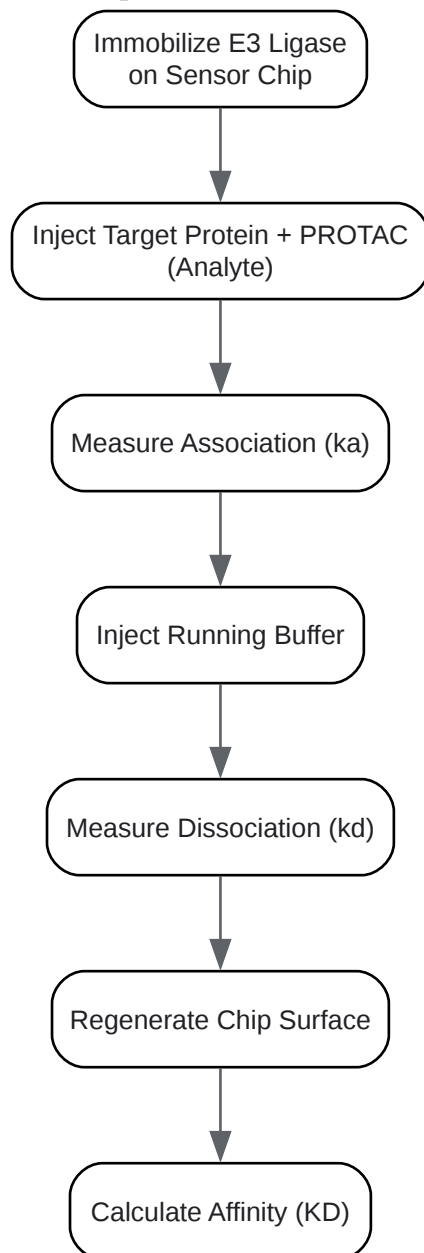 Immobilize E3 Ligase
on Sensor Chip
Inject Target Protein + PROTAC
(Analyte)
Measure Association (ka)
Inject Running Buffer
Measure Dissociation (kd)
Regenerate Chip Surface
Calculate Affinity (KD)